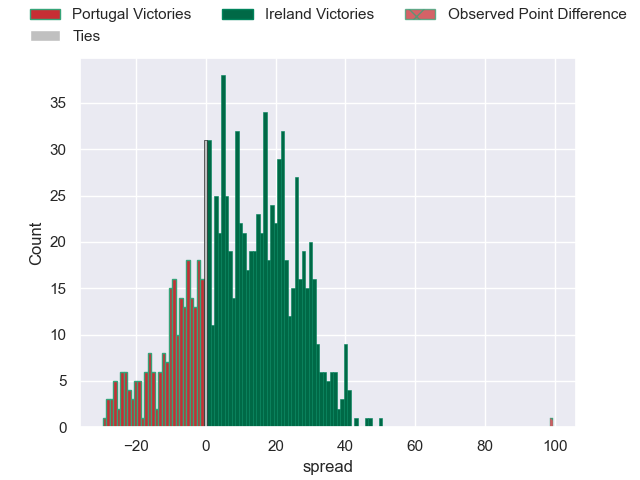 Portugal Victories Ireland Victories Observed Point Difference
Ties
35
30
25
20
15
10
5
0
Count
−20 0 20 40 60 80 100
spread